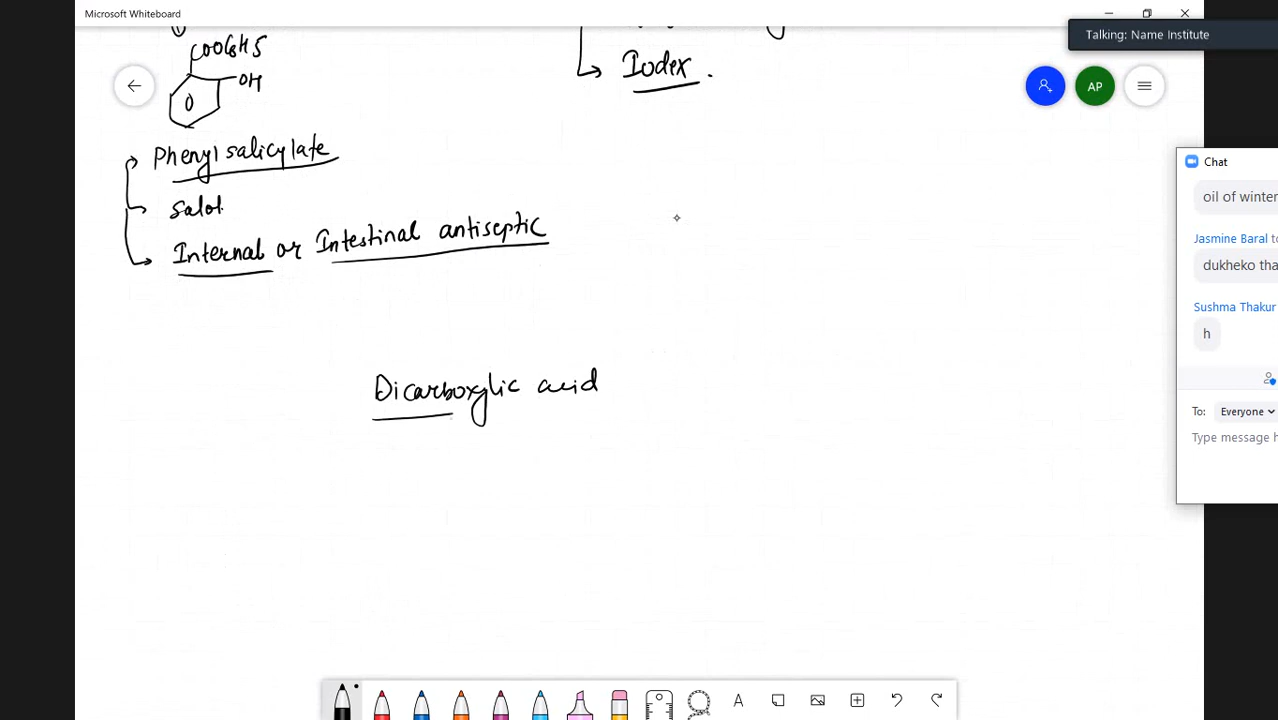 Microsoft Whiteboard
Talking: Name Institute
COOC6H5
OH
Phenyl salicylate
Salol
Internal or Intestinal antiseptic
Iodex.
AP
Dicarboxylic acid
Chat
oil of winter
Jasmine Baral to
dukheko tha
Sushma Thakur
h
To: Everyone
Type message h
A